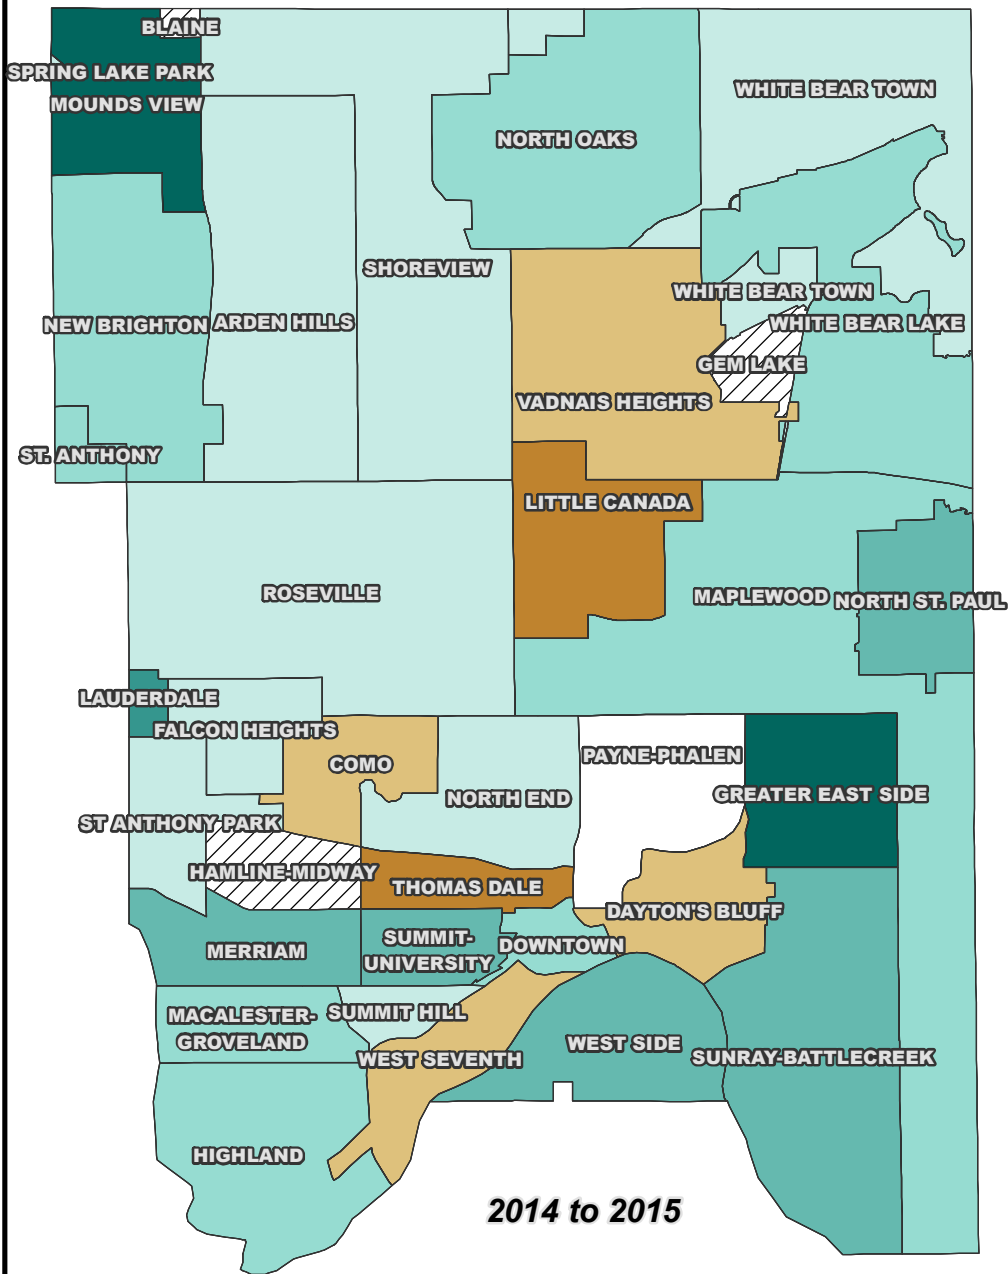 BLAINE
SPRING LAKE PARK
WHITE BEAR TOWN
MOUNDS VIEW
NORTH OAKS
SHOREVIEW
WHITE BEAR TOWN
NEW BRIGHTON
ARDEN HILLS
WHITE BEAR LAKE
GEM LAKE
VADNAIS HEIGHTS
ST. ANTHONY
LITTLE CANADA
ROSEVILLE
MAPLEWOOD
NORTH ST. PAUL
LAUDERDALE
FALCON HEIGHTS
PAYNE-PHALEN
COMO
GREATER EAST SIDE
NORTH END
ST ANTHONY PARK
HAMLINE-MIDWAY
THOMAS DALE
DAYTON'S BLUFF
SUMMIT-
UNIVERSITY
DOWNTOWN
MERRIAM
SUMMIT HILL
MACALESTER-
GROVELAND
WEST SIDE
WEST SEVENTH
SUNRAY-BATTLECREEK
HIGHLAND
2014 to 2015